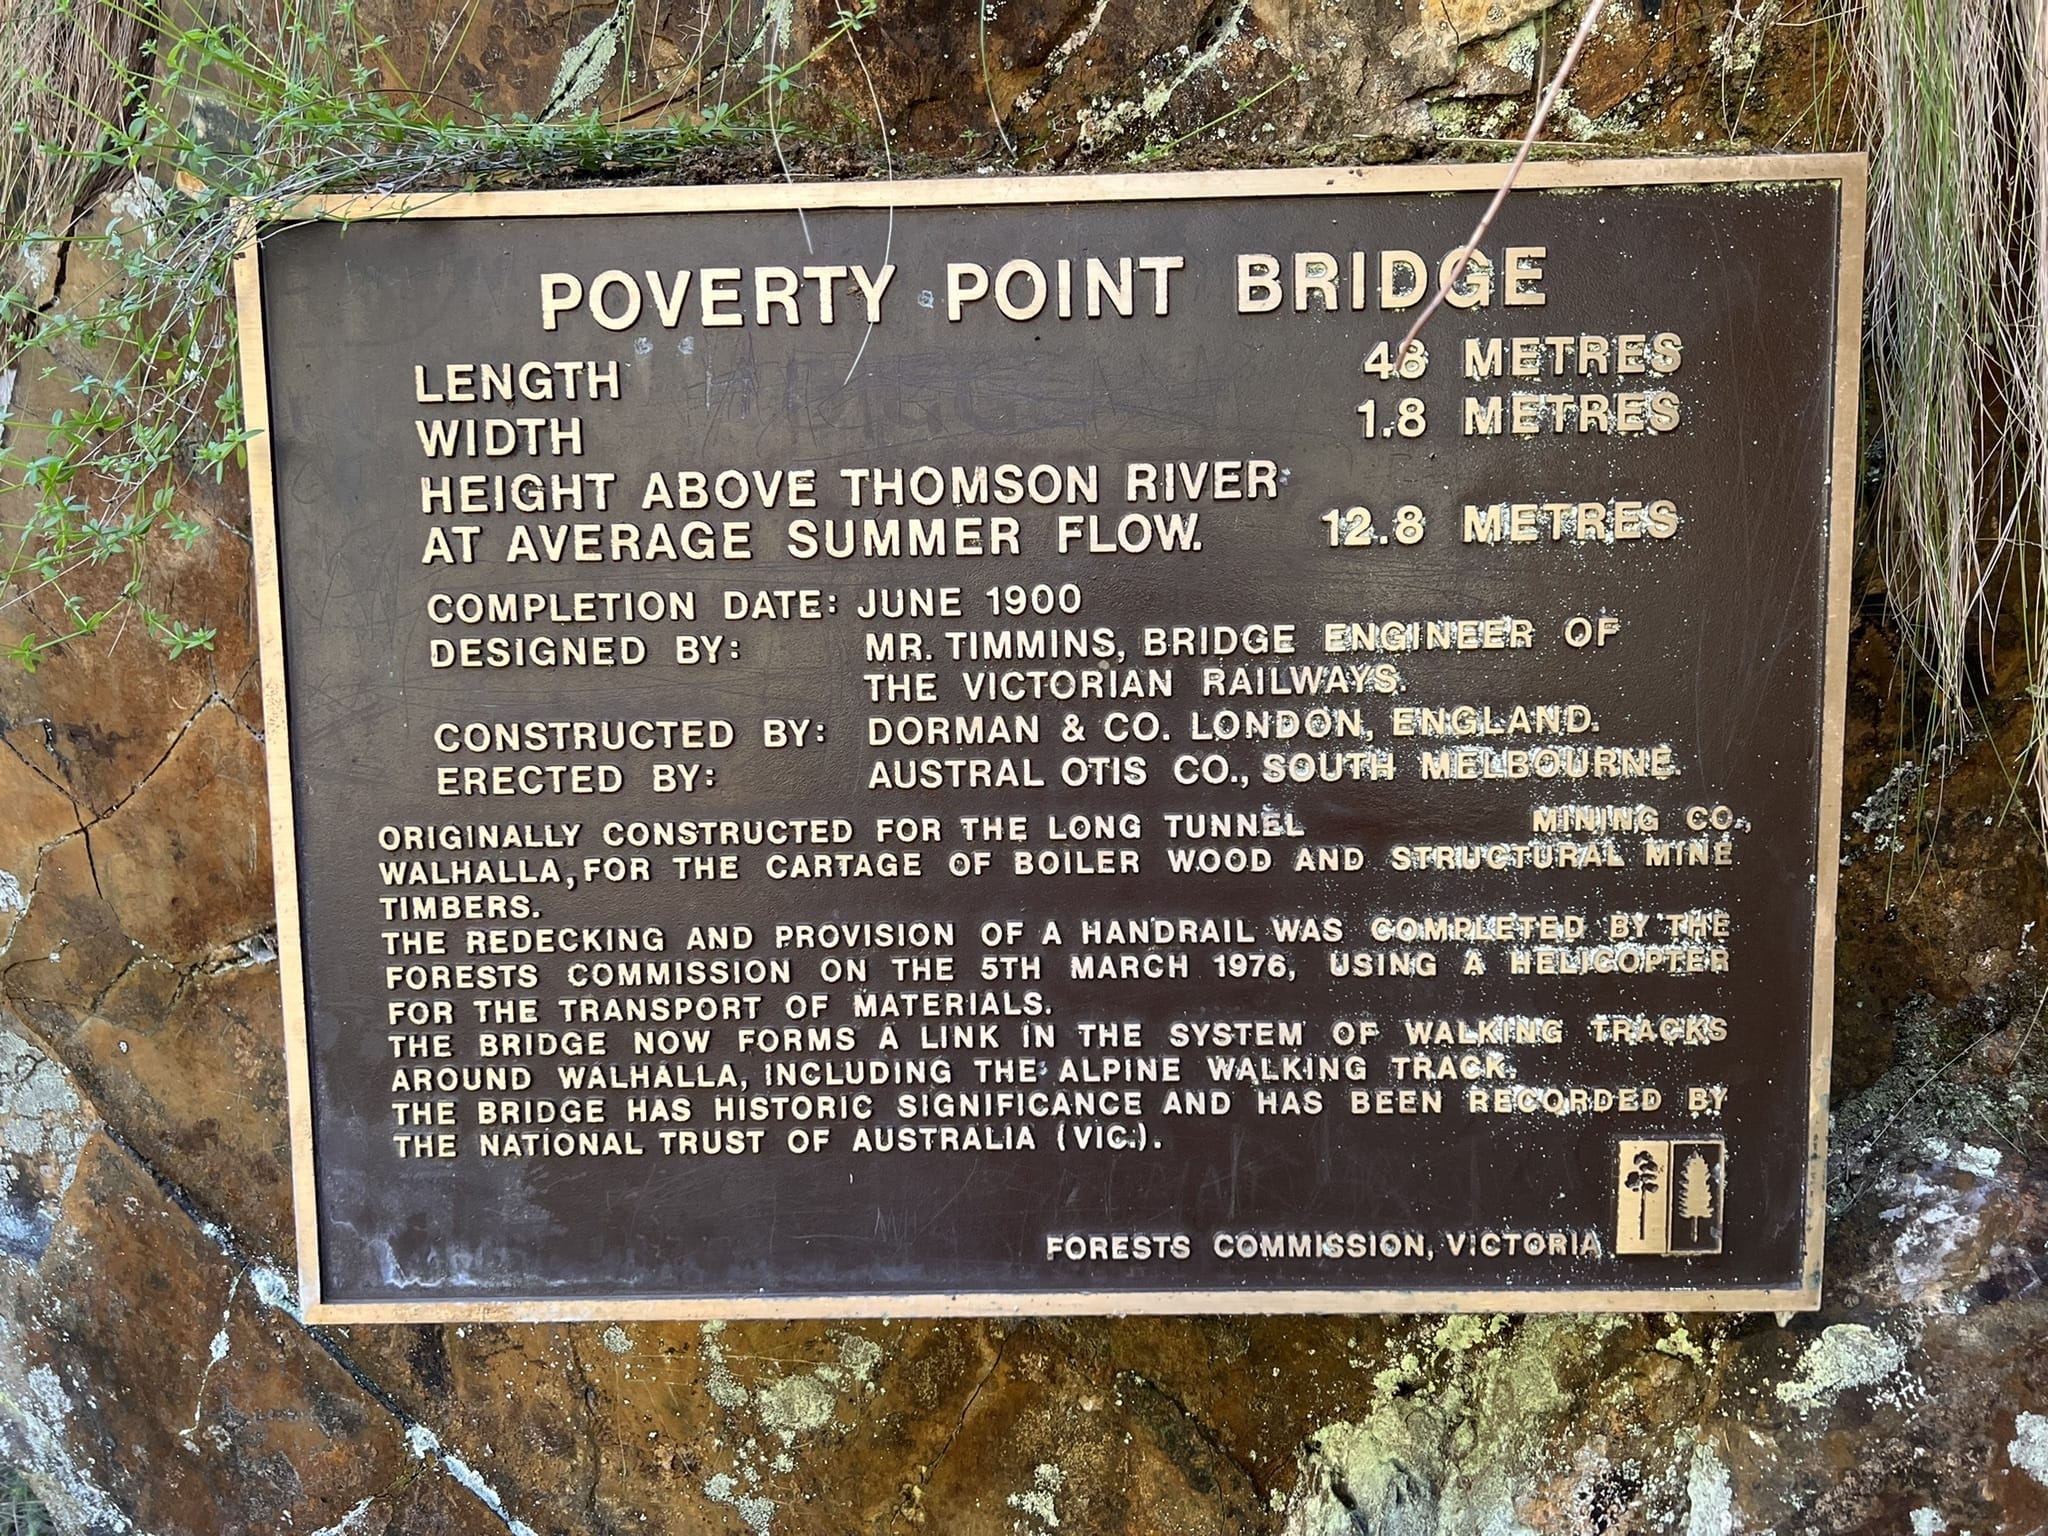 POVERTY POINT BRIDGE
LENGTH 48 METRES
WIDTH 1.8 METRES
HEIGHT ABOVE THOMSON RIVER
AT AVERAGE SUMMER FLOW. 12.8 METRES
COMPLETION DATE: JUNE 1900
DESIGNED BY: MR. TIMMINS, BRIDGE ENGINEER OF
THE VICTORIAN RAILWAYS.
CONSTRUCTED BY: DORMAN & CO. LONDON, ENGLAND.
ERECTED BY: AUSTRAL OTIS CO., SOUTH MELBOURNE.
ORIGINALLY CONSTRUCTED FOR THE LONG TUNNEL MINING CO.,
WALHALLA, FOR THE CARTAGE OF BOILER WOOD AND STRUCTURAL MINE
TIMBERS.
THE REDECKING AND PROVISION OF A HANDRAIL WAS COMPLETED BY THE
FORESTS COMMISSION ON THE 5TH MARCH 1976, USING A HELICOPTER
FOR THE TRANSPORT OF MATERIALS.
THE BRIDGE NOW FORMS A LINK IN THE SYSTEM OF WALKING TRACKS
AROUND WALHALLA, INCLUDING THE ALPINE WALKING TRACK.
THE BRIDGE HAS HISTORIC SIGNIFICANCE AND HAS BEEN RECORDED BY
THE NATIONAL TRUST OF AUSTRALIA (VIC.).
FORESTS COMMISSION, VICTORIA